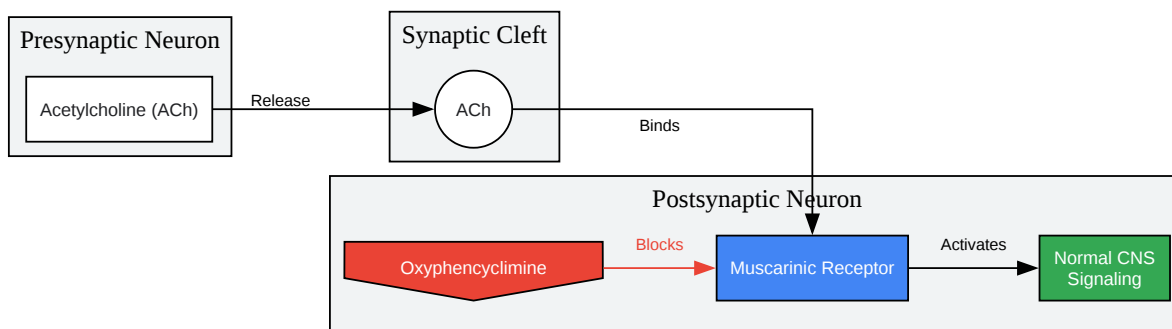 Presynaptic Neuron
Synaptic Cleft
Acetylcholine (ACh)
Release
ACh
Binds
Postsynaptic Neuron
Oxyphencyclimine
Blocks
Muscarinic Receptor
Activates
Normal CNS
Signaling